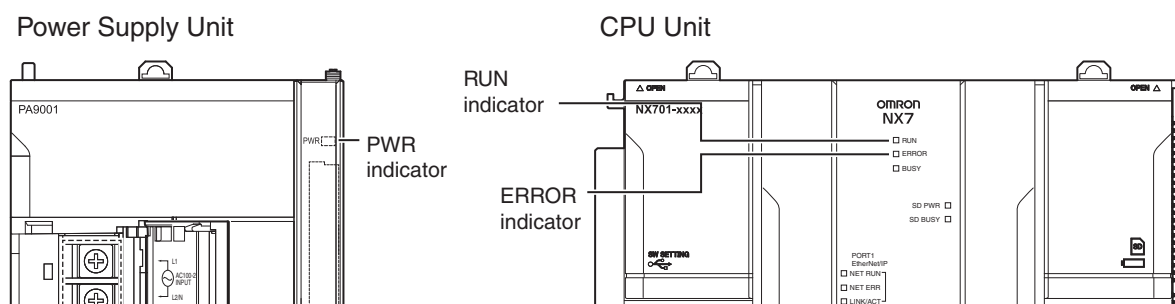 Power Supply Unit
PA9001
PWR
PWR
indicator
L1
AC100-2
INPUT
L2/N
CPU Unit
RUN
indicator
ERROR
indicator
△ OPEN
OPEN △
NX701-xxxx
OMRON
NX7
RUN
ERROR
BUSY
SD PWR
SD BUSY
SW SETTING
SD
PORT1
EtherNet/IP
NET RUN
NET ERR
LINK/ACT